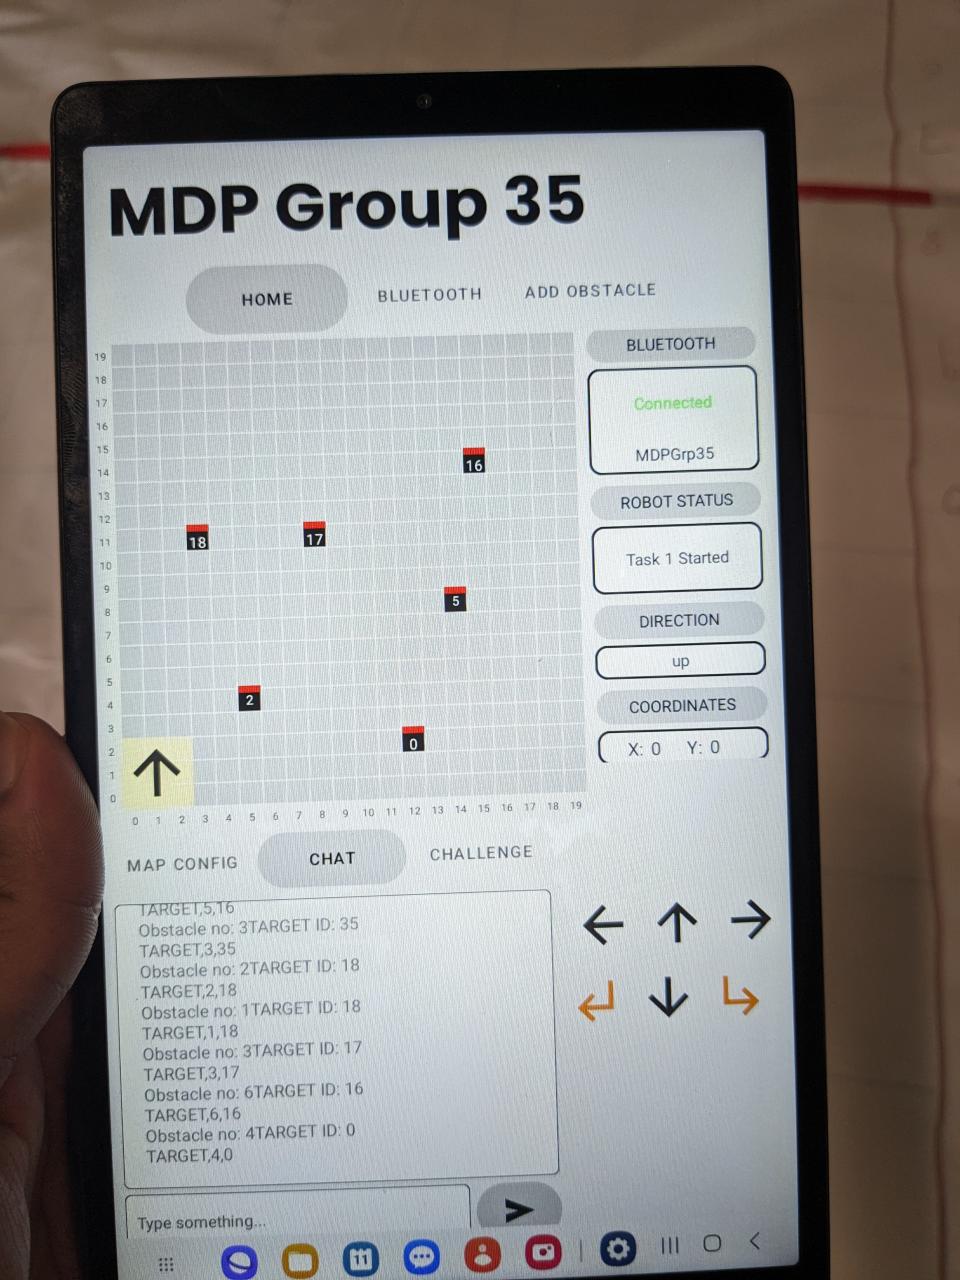 MDP Group 35
HOME BLUETOOTH ADD OBSTACLE
BLUETOOTH
Connected
MDPGrp35
ROBOT STATUS
Task 1 Started
DIRECTION
up
COORDINATES
X: 0 Y: 0
19
18
17
16
15
14
13
12
11
10
9
8
7
6
5
4
3
2
1
0
16
18
17
5
2
0
0 1 2 3 4 5 6 7 8 9 10 11 12 13 14 15 16 17 18 19
MAP CONFIG CHAT CHALLENGE
TARGET,5,16
Obstacle no: 3TARGET ID: 35
TARGET,3,35
Obstacle no: 2TARGET ID: 18
TARGET,2,18
Obstacle no: 1TARGET ID: 18
TARGET,1,18
Obstacle no: 3TARGET ID: 17
TARGET,3,17
Obstacle no: 6TARGET ID: 16
TARGET,6,16
Obstacle no: 4TARGET ID: 0
TARGET,4,0
Type something...
11